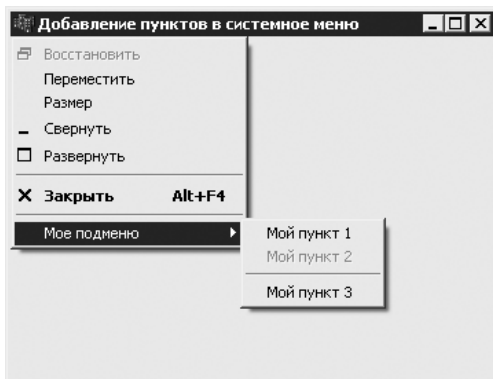 Добавление пунктов в системное меню
Восстановить
Переместить
Размер
Свернуть
Развернуть
Закрыть Alt+F4
Мое подменю
Мой пункт 1
Мой пункт 2
Мой пункт 3